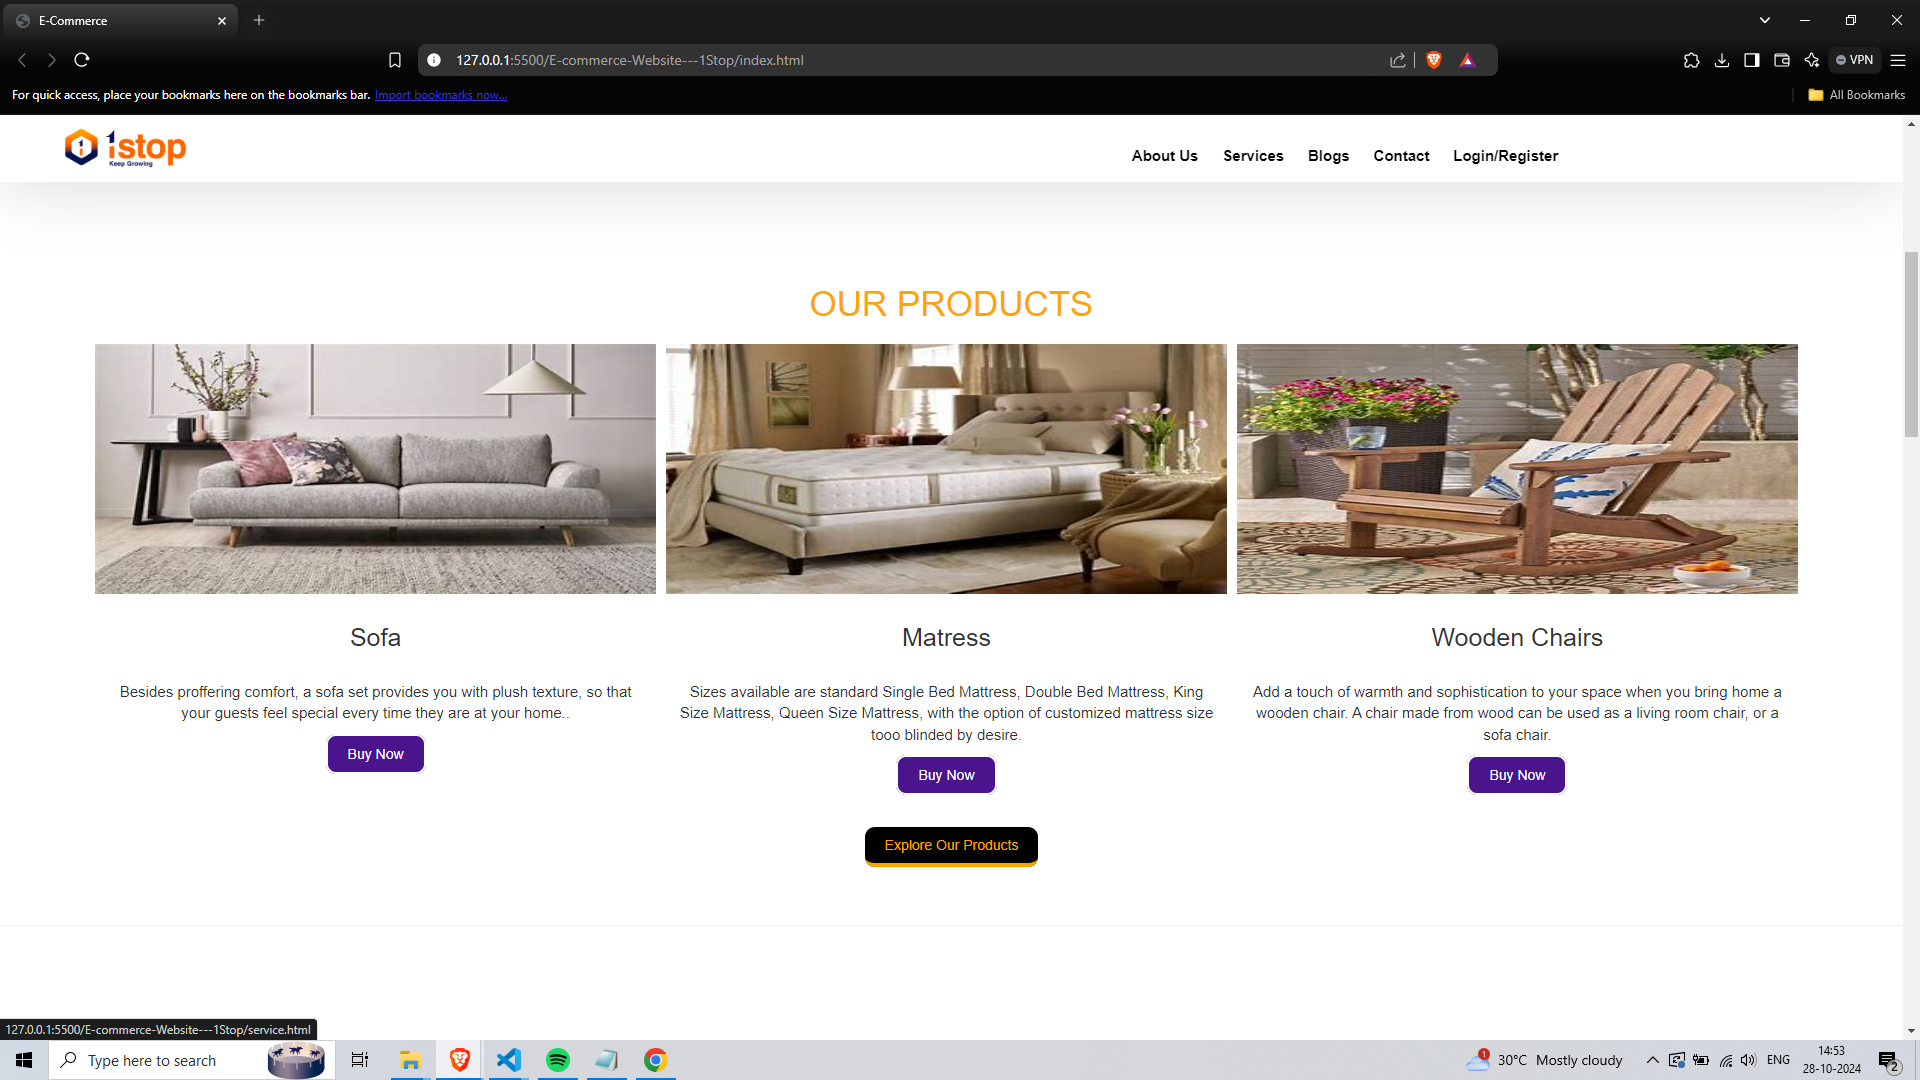 E-Commerce
127.0.0.1:5500/E-commerce-Website---1Stop/index.html
VPN
For quick access, place your bookmarks here on the bookmarks bar. Import bookmarks now...
All Bookmarks
1stop
Keep Growing
About Us Services Blogs Contact Login/Register
OUR PRODUCTS
Sofa
Besides proffering comfort, a sofa set provides you with plush texture, so that
your guests feel special every time they are at your home..
Buy Now
Matress
Sizes available are standard Single Bed Mattress, Double Bed Mattress, King
Size Mattress, Queen Size Mattress, with the option of customized mattress size
tooo blinded by desire.
Buy Now
Wooden Chairs
Add a touch of warmth and sophistication to your space when you bring home a
wooden chair. A chair made from wood can be used as a living room chair, or a
sofa chair.
Buy Now
Explore Our Products
127.0.0.1:5500/E-commerce-Website---1Stop/service.html
Type here to search
1
30°C Mostly cloudy
ENG
14:53
28-10-2024
2